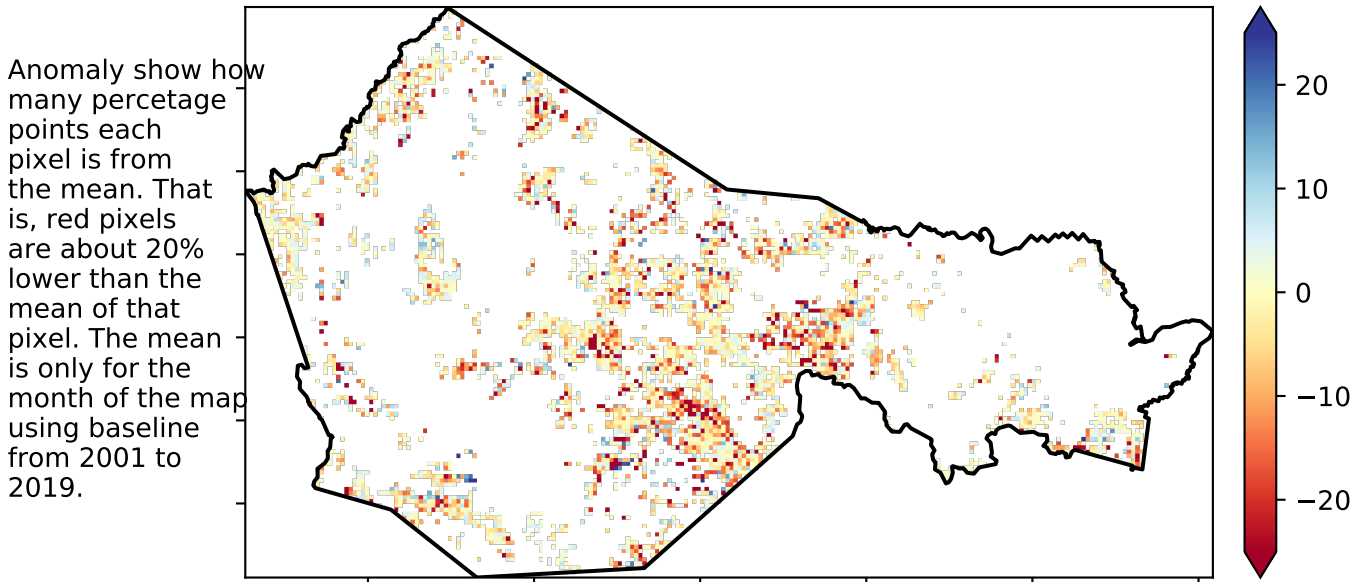 Anomaly show how
many percetage
points each
pixel is from
the mean. That
is, red pixels
are about 20%
lower than the
mean of that
pixel. The mean
is only for the
month of the map
using baseline
from 2001 to
2019.
20
10
0
−10
−20